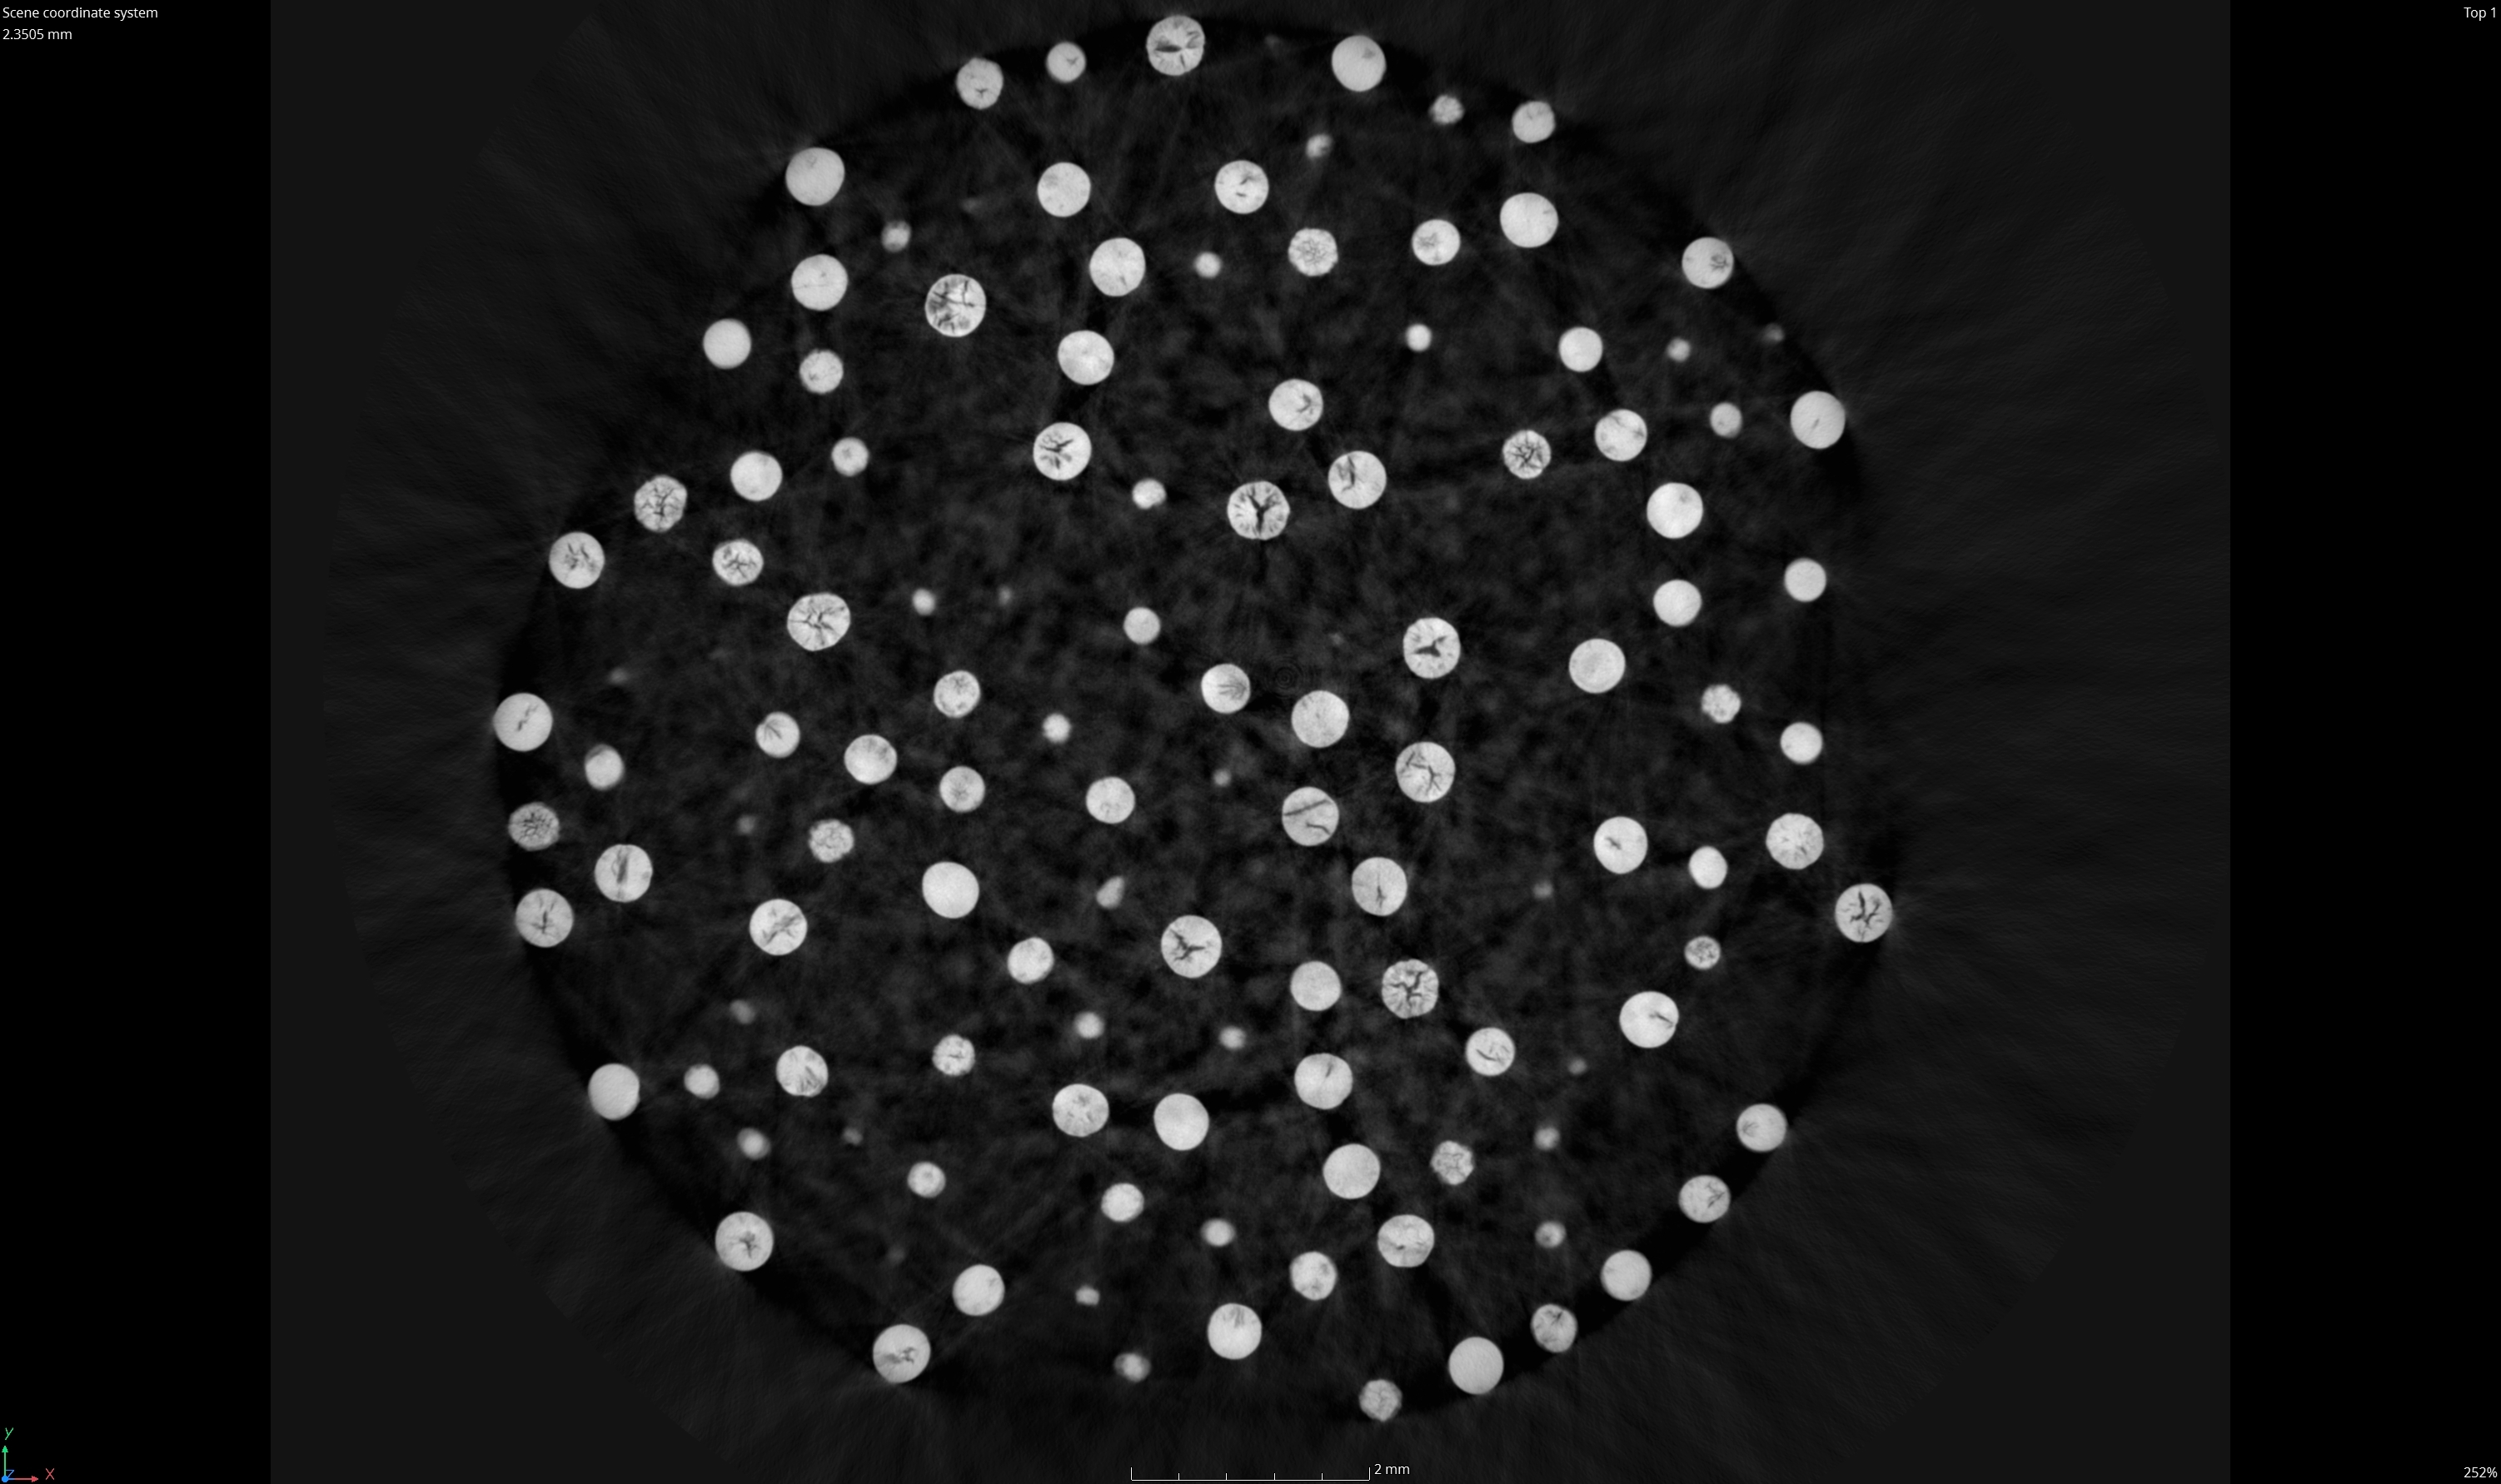 Scene coordinate system
Top 1
2.3505 mm
y
z
X
2 mm
252%